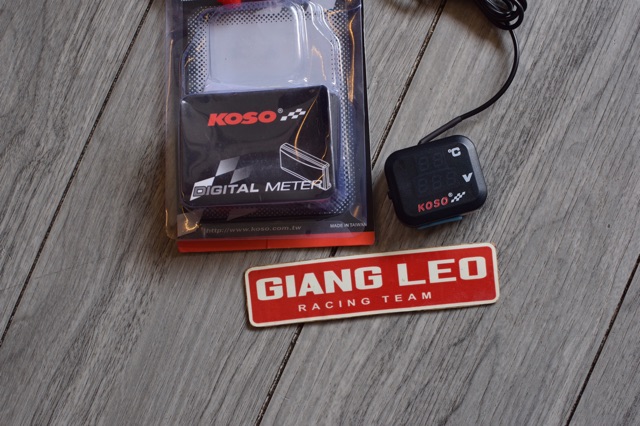 KOSO®
DIGITAL METER
http://www.koso.com.tw
MADE IN TAIWAN
°C
V
KOSO®
GIANG LEO
RACING TEAM